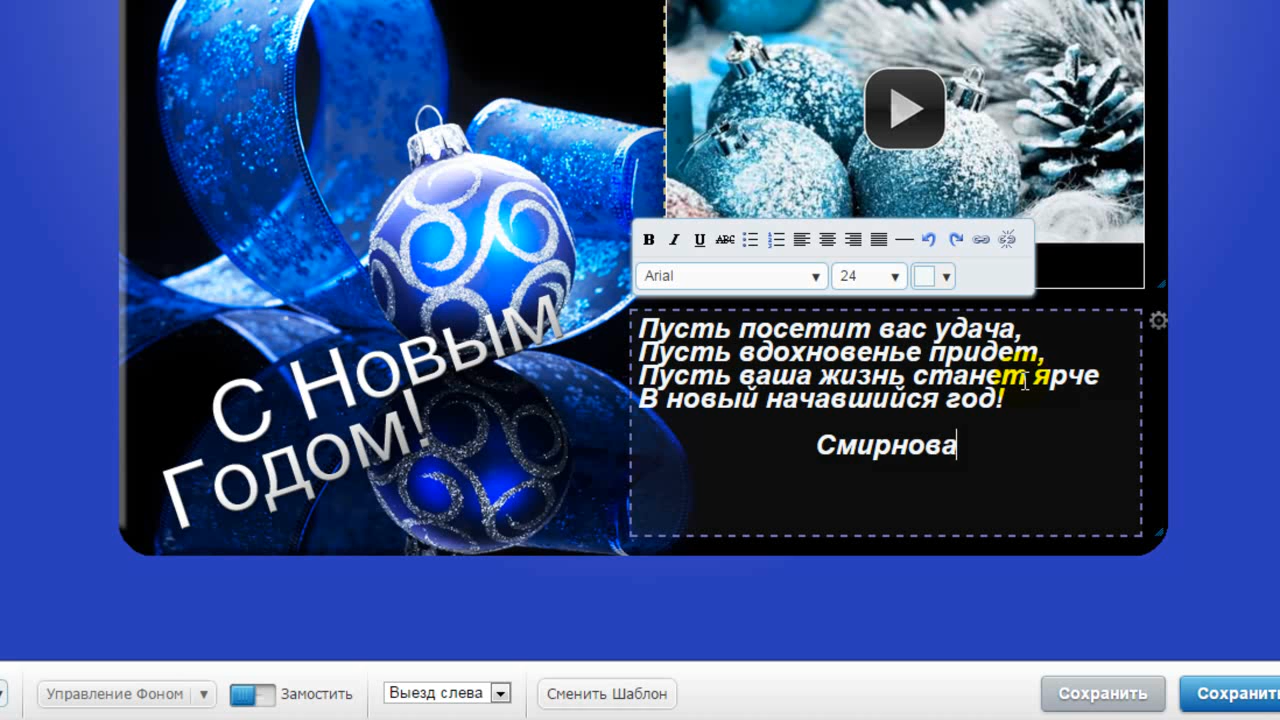 B I U ABC
Arial
24
Пусть посетит вас удача,
Пусть вдохновенье придет,
Пусть ваша жизнь станет ярче
В новый начавшийся год!
Смирнова
С Новым
Годом!
Управление Фоном
Замостить
Выезд слева
Сменить Шаблон
Сохранить
Сохранить